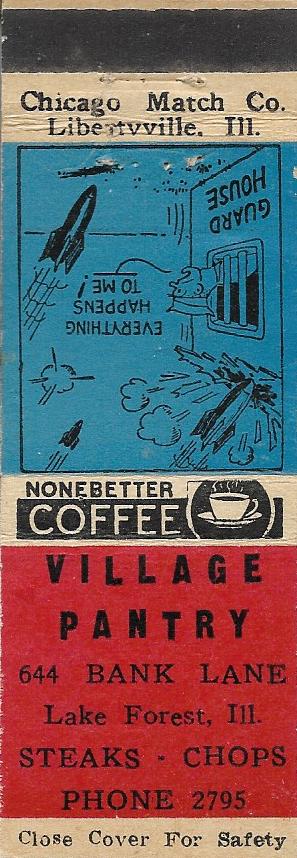 Chicago Match Co.
Libertyville, Ill.
GUARD
HOUSE
EVERYTHING
HAPPENS
TO ME!
NONEBETTER
COFFEE
VILLAGE
PANTRY
644 BANK LANE
Lake Forest, Ill.
STEAKS - CHOPS
PHONE 2795
Close Cover For Safety